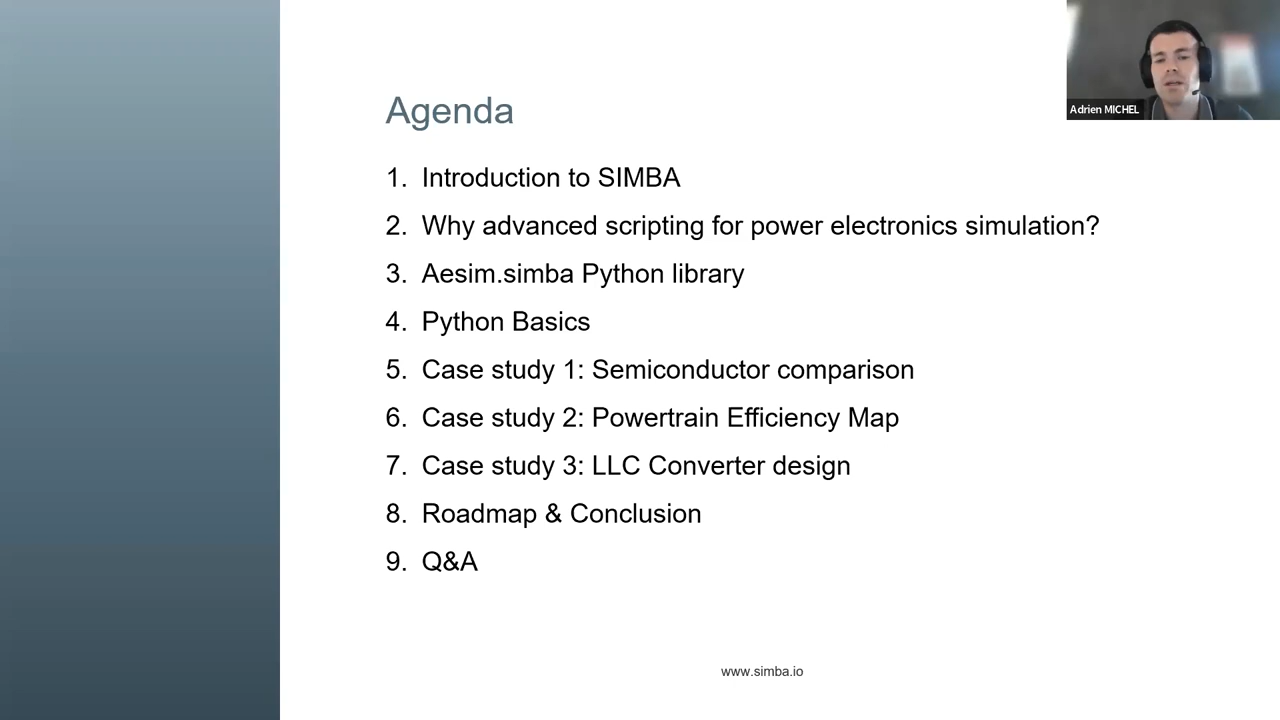 Agenda
Adrien MICHEL
1. Introduction to SIMBA
2. Why advanced scripting for power electronics simulation?
3. Aesim.simba Python library
4. Python Basics
5. Case study 1: Semiconductor comparison
6. Case study 2: Powertrain Efficiency Map
7. Case study 3: LLC Converter design
8. Roadmap & Conclusion
9. Q&A
www.simba.io